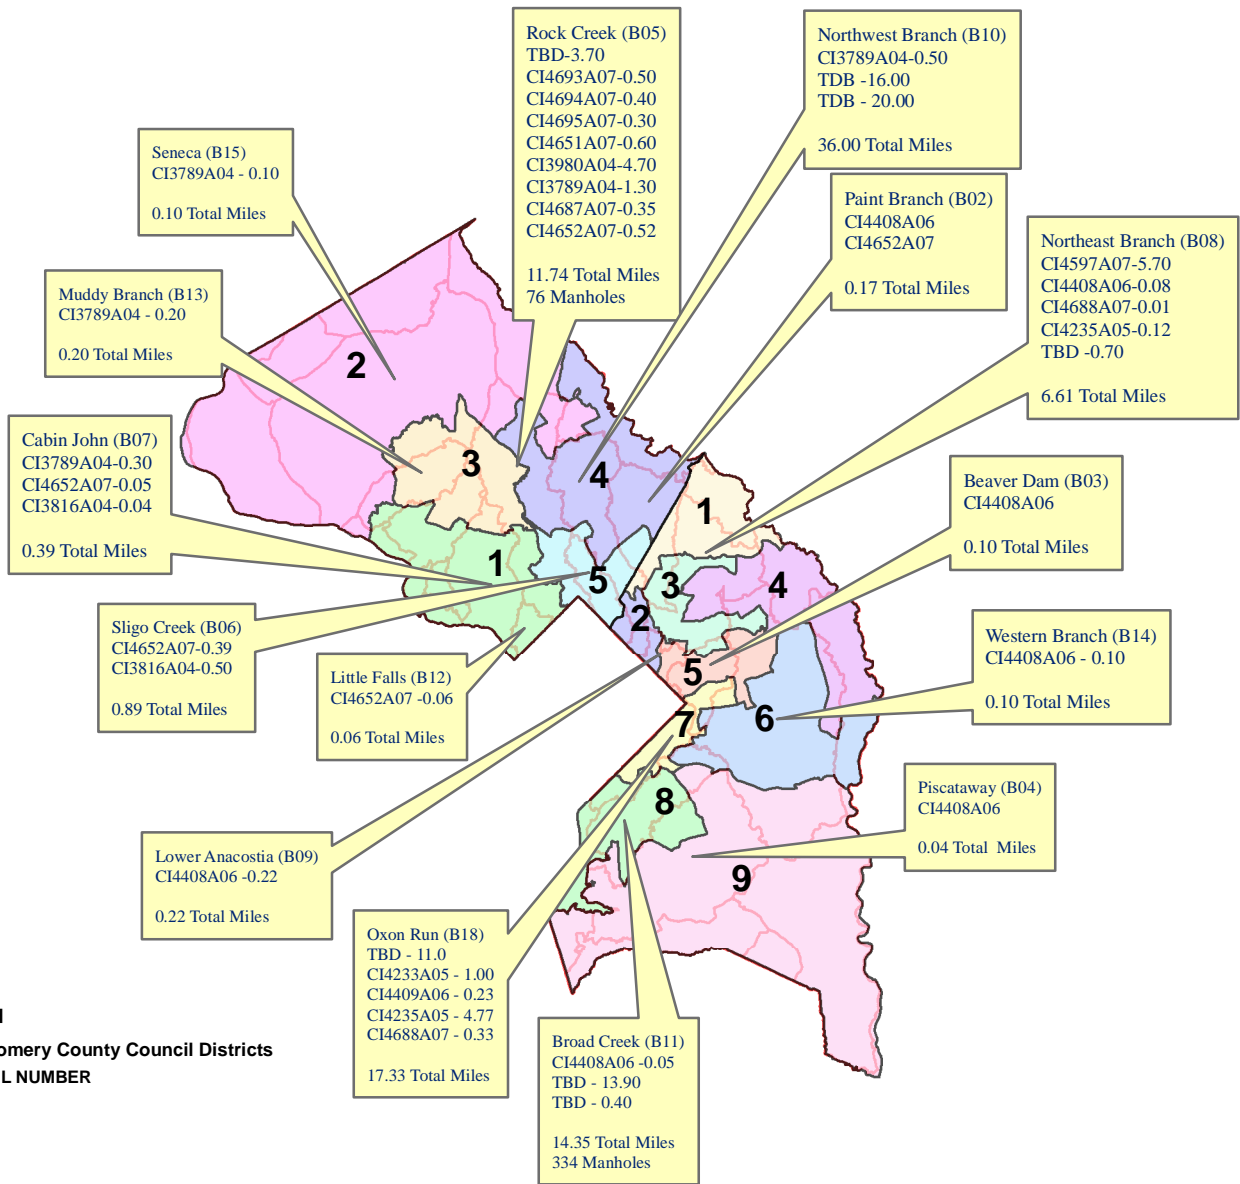 Rock Creek (B05)
TBD-3.70
CI4693A07-0.50
CI4694A07-0.40
CI4695A07-0.30
CI4651A07-0.60
CI3980A04-4.70
CI3789A04-1.30
CI4687A07-0.35
CI4652A07-0.52
11.74 Total Miles
76 Manholes
Northwest Branch (B10)
CI3789A04-0.50
TDB -16.00
TDB - 20.00
36.00 Total Miles
Seneca (B15)
CI3789A04 - 0.10
0.10 Total Miles
Paint Branch (B02)
CI4408A06
CI4652A07
0.17 Total Miles
Northeast Branch (B08)
CI4597A07-5.70
CI4408A06-0.08
CI4688A07-0.01
CI4235A05-0.12
TBD -0.70
6.61 Total Miles
Muddy Branch (B13)
CI3789A04 - 0.20
0.20 Total Miles
Cabin John (B07)
CI3789A04-0.30
CI4652A07-0.05
CI3816A04-0.04
0.39 Total Miles
Beaver Dam (B03)
CI4408A06
0.10 Total Miles
Sligo Creek (B06)
CI4652A07-0.39
CI3816A04-0.50
0.89 Total Miles
Little Falls (B12)
CI4652A07 -0.06
0.06 Total Miles
Western Branch (B14)
CI4408A06 - 0.10
0.10 Total Miles
Piscataway (B04)
CI4408A06
0.04 Total Miles
Lower Anacostia (B09)
CI4408A06 -0.22
0.22 Total Miles
Oxon Run (B18)
TBD - 11.0
CI4233A05 - 1.00
CI4409A06 - 0.23
CI4235A05 - 4.77
CI4688A07 - 0.33
17.33 Total Miles
Broad Creek (B11)
CI4408A06 -0.05
TBD - 13.90
TBD - 0.40
14.35 Total Miles
334 Manholes
2
3
4
1
5
1
3
4
2
5
6
7
8
9
omery County Council Districts
L NUMBER